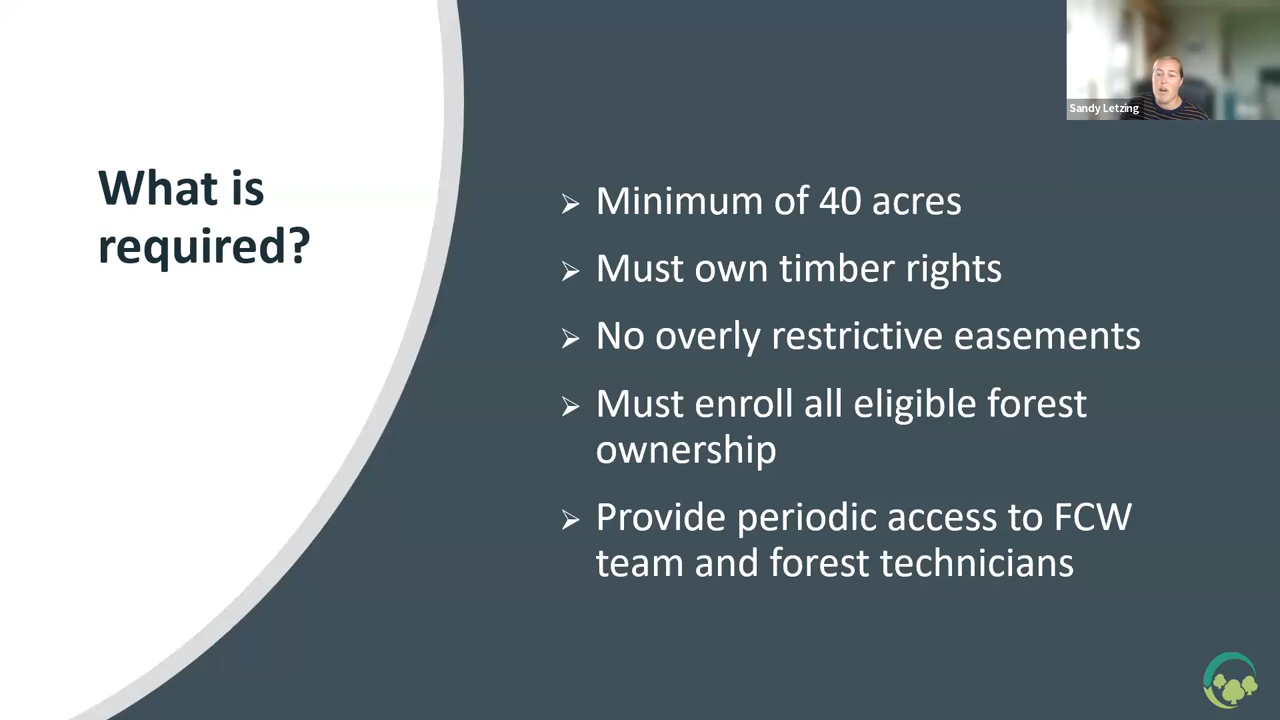 Sandy Letzing
What is
required?
Minimum of 40 acres
Must own timber rights
No overly restrictive easements
Must enroll all eligible forest
ownership
Provide periodic access to FCW
team and forest technicians